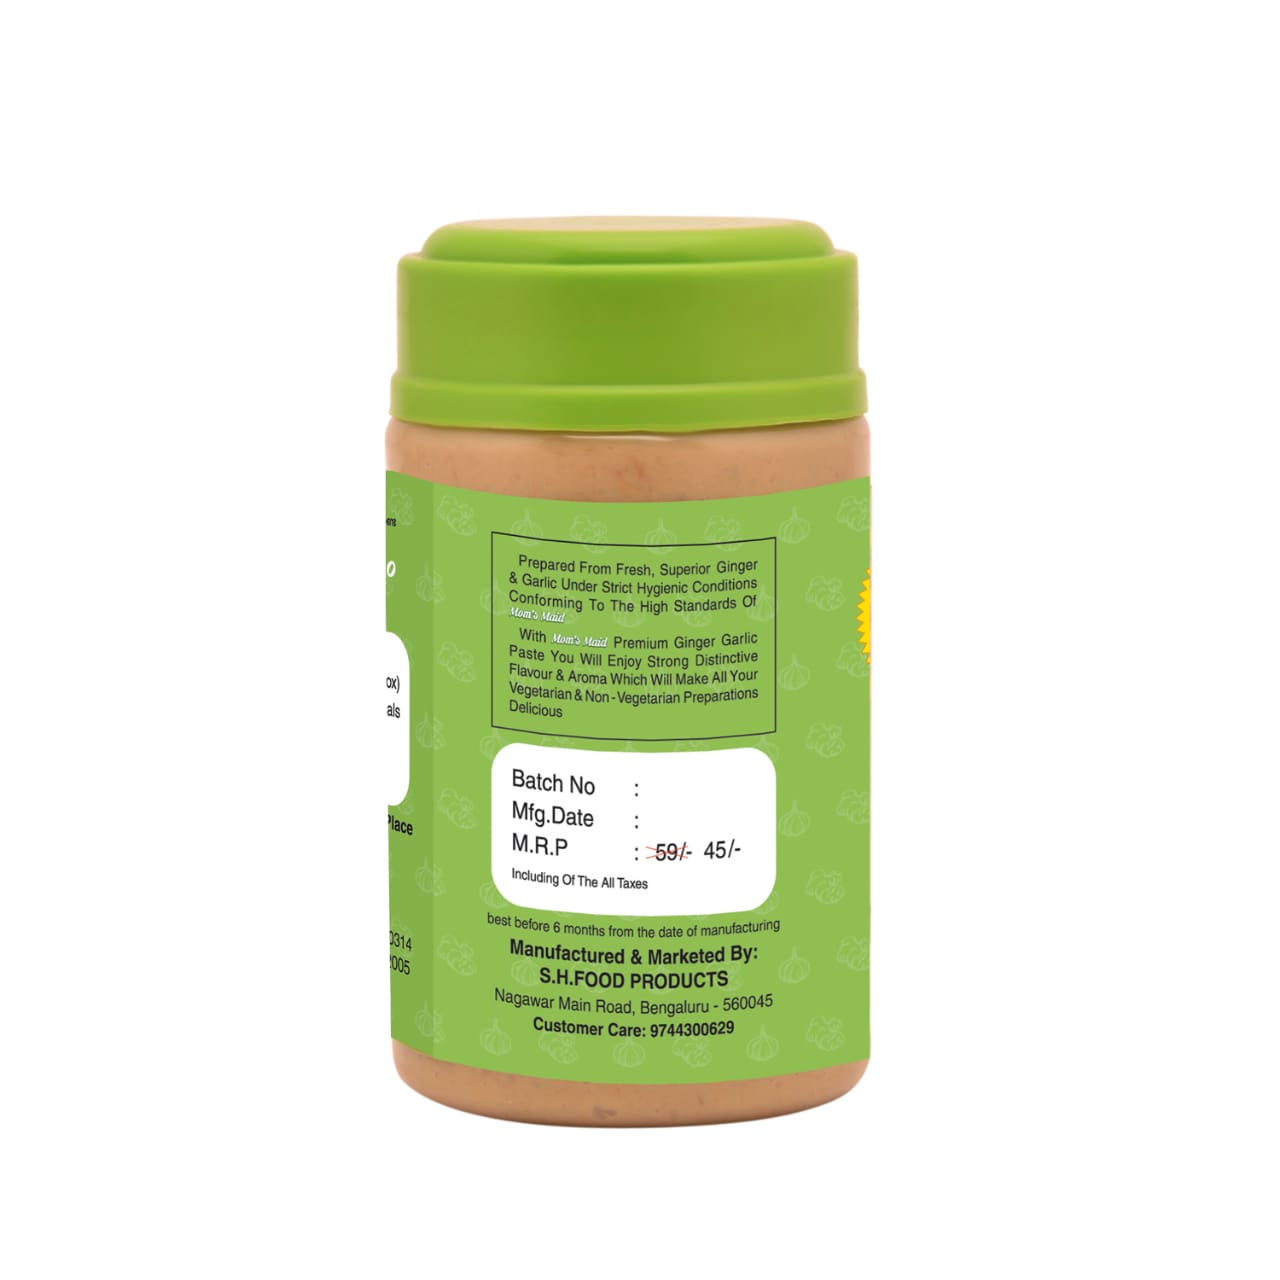 Prepared From Fresh, Superior Ginger
& Garlic Under Strict Hygienic Conditions
Conforming To The High Standards Of
Mom's Maid
With Mom's Maid Premium Ginger Garlic
Paste You Will Enjoy Strong Distinctive
Flavour & Aroma Which Will Make All Your
Vegetarian & Non-Vegetarian Preparations
Delicious
Batch No :
Mfg.Date :
M.R.P : 59/- 45/-
Including Of The All Taxes
best before 6 months from the date of manufacturing
Manufactured & Marketed By:
S.H.FOOD PRODUCTS
Nagawar Main Road, Bengaluru - 560045
Customer Care: 9744300629
ox)
als
Place
0314
2005